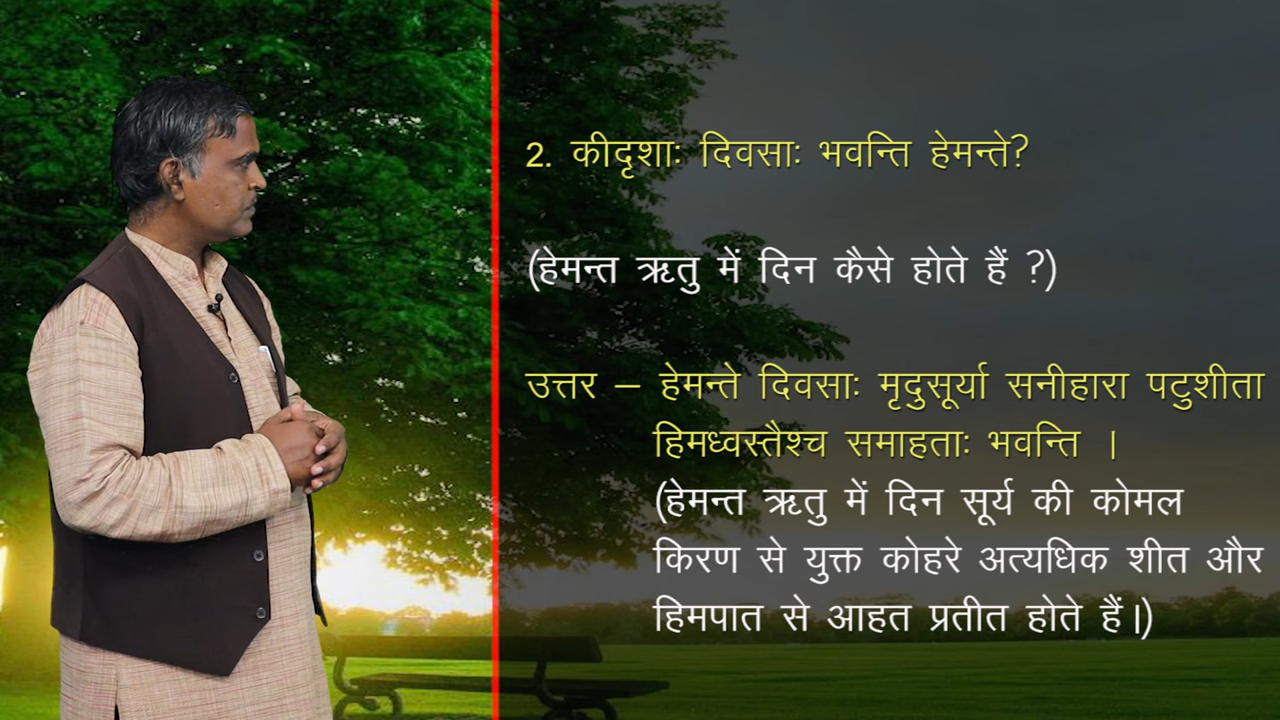 2. कीदृशाः दिवसाः भवन्ति हेमन्ते?
(हेमन्त ऋतु में दिन कैसे होते हैं ?)
उत्तर – हेमन्ते दिवसाः मृदुसूर्या सनीहारा पटुशीता
हिमध्वस्तैश्च समाहताः भवन्ति ।
(हेमन्त ऋतु में दिन सूर्य की कोमल
किरण से युक्त कोहरे अत्यधिक शीत और
हिमपात से आहत प्रतीत होते हैं।)